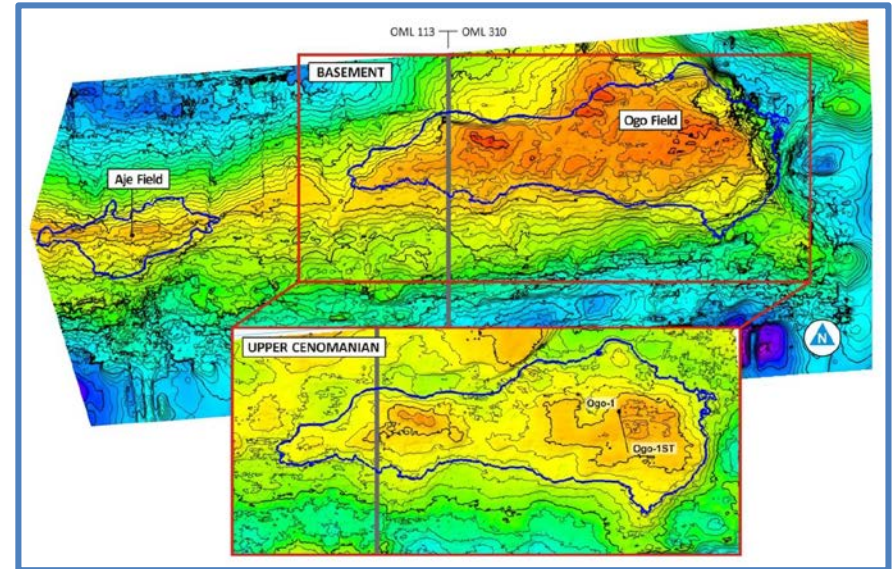 OML 113 OML 310
BASEMENT
Ogo Field
Aje Field
N
UPPER CENOMANIAN
Ogo-1
Ogo-1ST